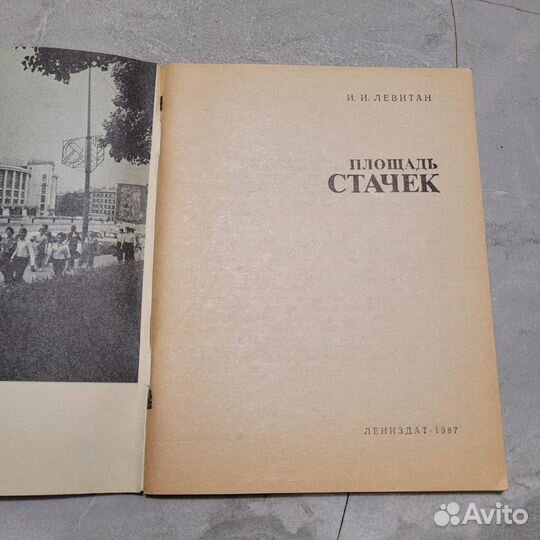 И. И. ЛЕВИТАН
ПЛОЩАДЬ
СТАЧЕК
ЛЕНИЗДАТ · 1987
Avito